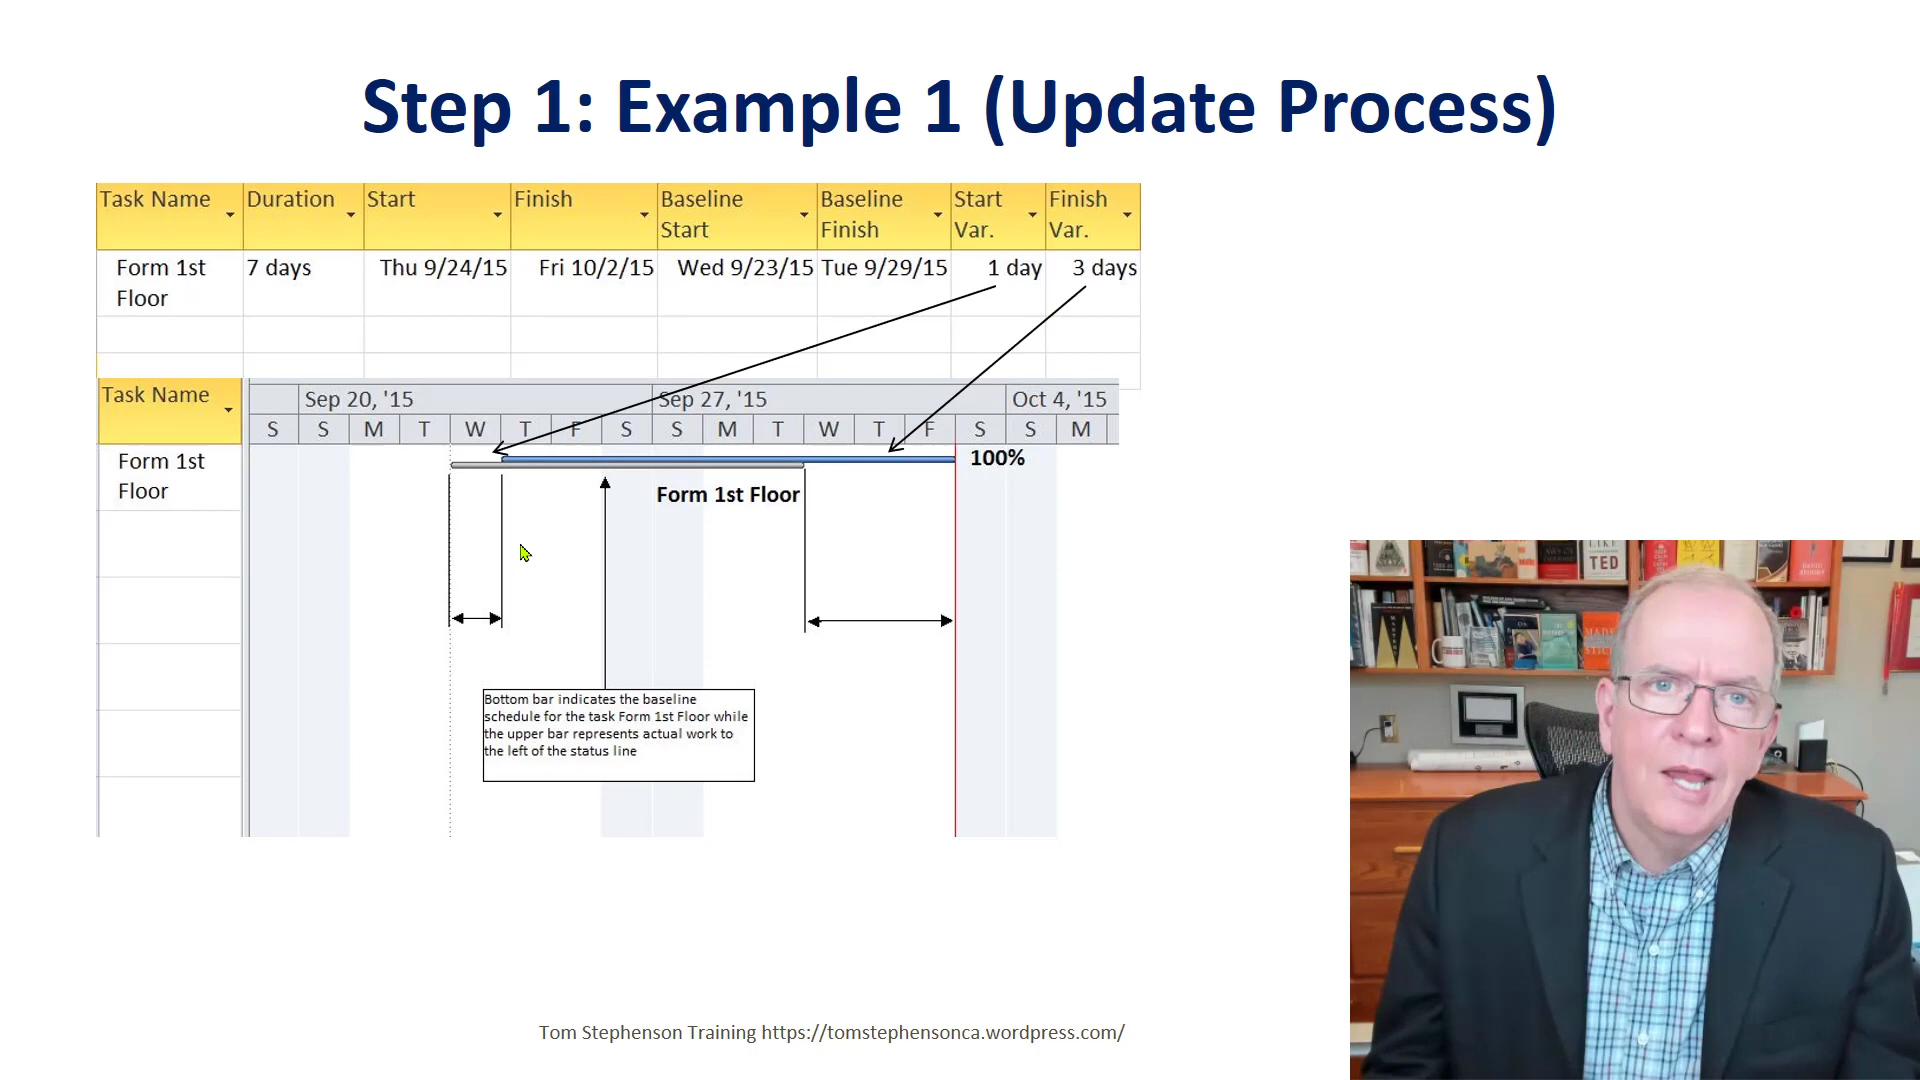 Step 1: Example 1 (Update Process)
Task Name Duration Start Finish Baseline Start Baseline Finish Start Var. Finish Var.
Form 1st Floor 7 days Thu 9/24/15 Fri 10/2/15 Wed 9/23/15 Tue 9/29/15 1 day 3 days
Task Name
Sep 20, '15 Sep 27, '15 Oct 4, '15
S S M T W T F S S M T W T F S S M
Form 1st Floor
100%
Form 1st Floor
Bottom bar indicates the baseline
schedule for the task Form 1st Floor while
the upper bar represents actual work to
the left of the status line
TED
Tom Stephenson Training https://tomstephensonca.wordpress.com/